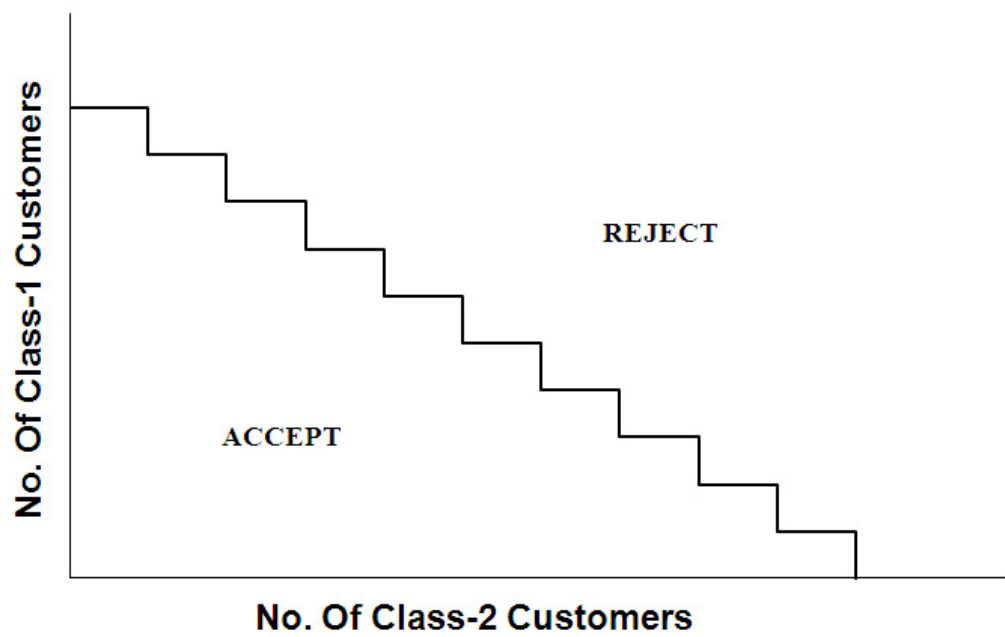 No. Of Class-1 Customers
REJECT
ACCEPT
No. Of Class-2 Customers